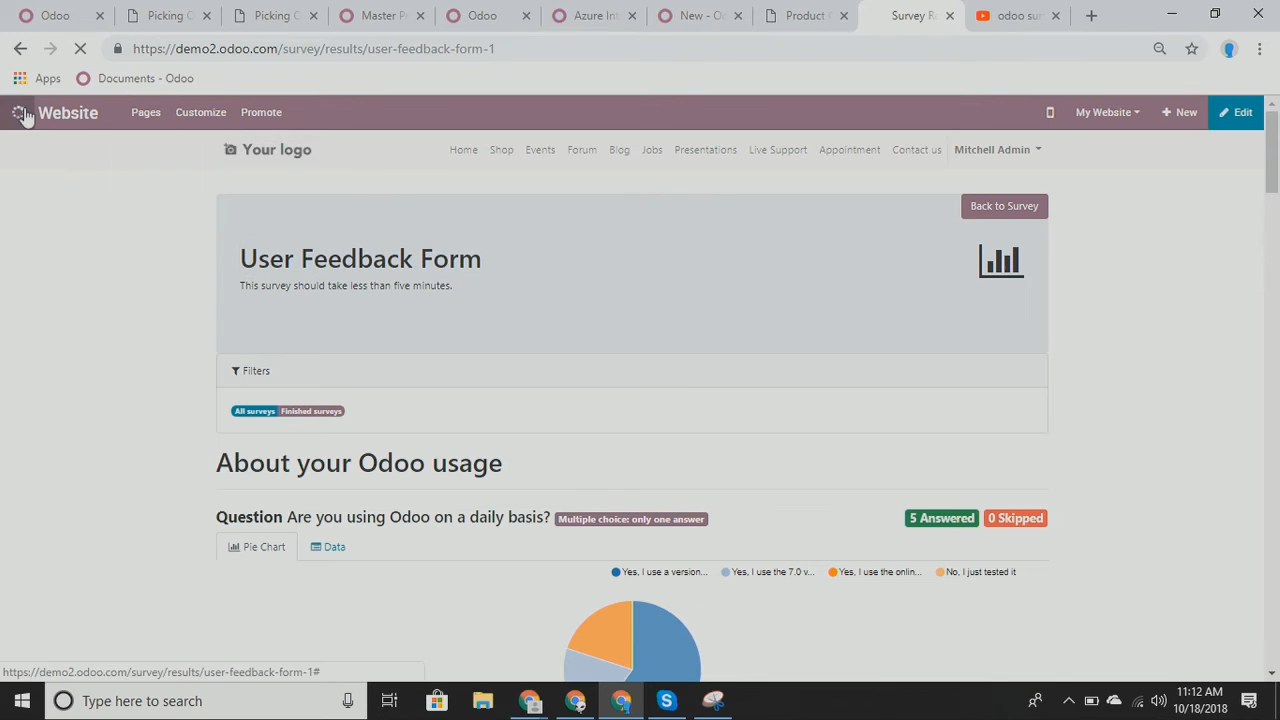 Odoo
Picking O
Picking O
Master P
Odoo
Azure Int
New - Od
Product
Survey Re
odoo sur
https://demo2.odoo.com/survey/results/user-feedback-form-1
Apps
Documents - Odoo
Website
Pages
Customize
Promote
My Website
New
Edit
Your logo
Home
Shop
Events
Forum
Blog
Jobs
Presentations
Live Support
Appointment
Contact us
Mitchell Admin
Back to Survey
User Feedback Form
This survey should take less than five minutes.
Filters
All surveys
Finished surveys
About your Odoo usage
Question Are you using Odoo on a daily basis? Multiple choice: only one answer
5 Answered
0 Skipped
Pie Chart
Data
Yes, I use a version...
Yes, I use the 7.0 v...
Yes, I use the onlin...
No, I just tested it
https://demo2.odoo.com/survey/results/user-feedback-form-1#
Type here to search
11:12 AM
10/18/2018